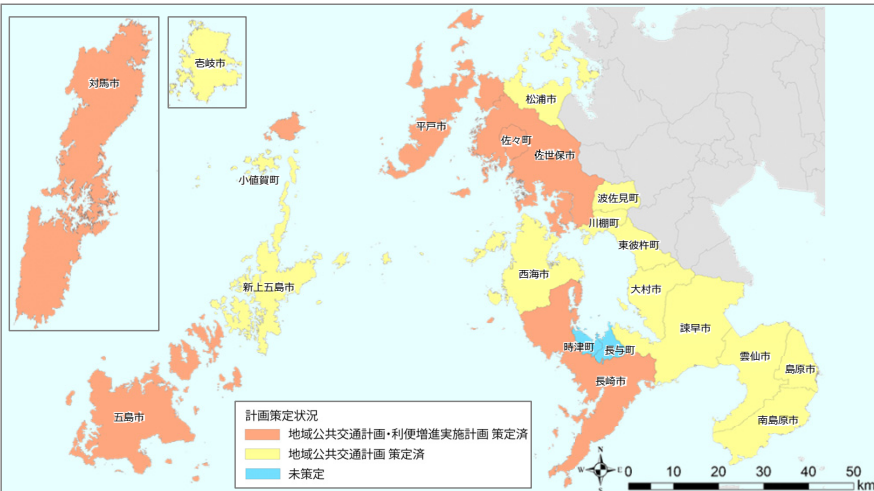 対馬市
壱岐市
松浦市
平戸市
佐々町
佐世保市
小値賀町
波佐見町
川棚町
東彼杵町
西海市
大村市
新上五島市
諫早市
時津町
長与町
雲仙市
島原市
長崎市
五島市
南島原市
計画策定状況
地域公共交通計画・利便増進実施計画 策定済
地域公共交通計画 策定済
未策定
N
W
E
S
0 10 20 30 40 50
km